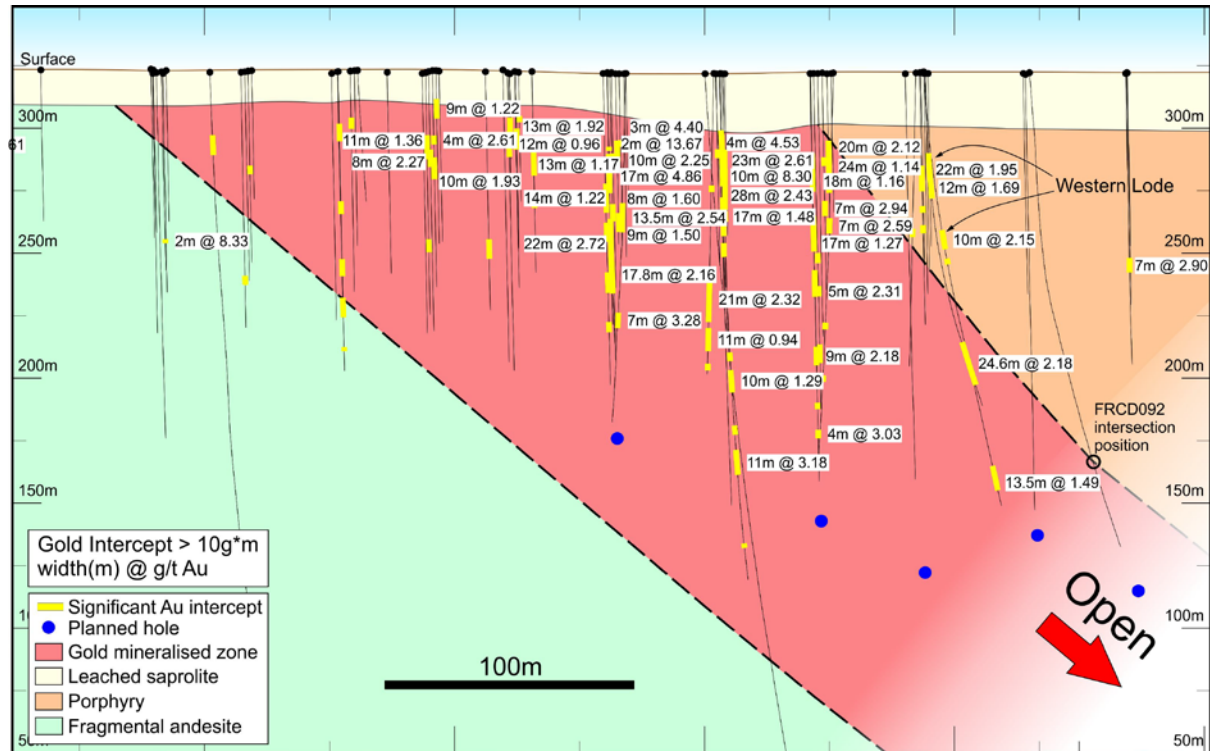 Surface
300m
250m
200m
150m
100m
50m
61
300m
250m
200m
150m
100m
50m
9m @ 1.22
11m @ 1.36
4m @ 2.61
8m @ 2.27
10m @ 1.93
2m @ 8.33
13m @ 1.92
12m @ 0.96
13m @ 1.17
14m @ 1.22
22m @ 2.72
3m @ 4.40
2m @ 13.67
10m @ 2.25
17m @ 4.86
8m @ 1.60
13.5m @ 2.54
9m @ 1.50
17.8m @ 2.16
7m @ 3.28
4m @ 4.53
23m @ 2.61
10m @ 8.30
28m @ 2.43
17m @ 1.48
21m @ 2.32
11m @ 0.94
10m @ 1.29
11m @ 3.18
20m @ 2.12
24m @ 1.14
18m @ 1.16
7m @ 2.94
7m @ 2.59
17m @ 1.27
5m @ 2.31
9m @ 2.18
4m @ 3.03
22m @ 1.95
12m @ 1.69
Western Lode
10m @ 2.15
7m @ 2.90
24.6m @ 2.18
13.5m @ 1.49
FRCD092
intersection
position
Open
100m
Gold Intercept > 10g*m
width(m) @ g/t Au
Significant Au intercept
Planned hole
Gold mineralised zone
Leached saprolite
Porphyry
Fragmental andesite